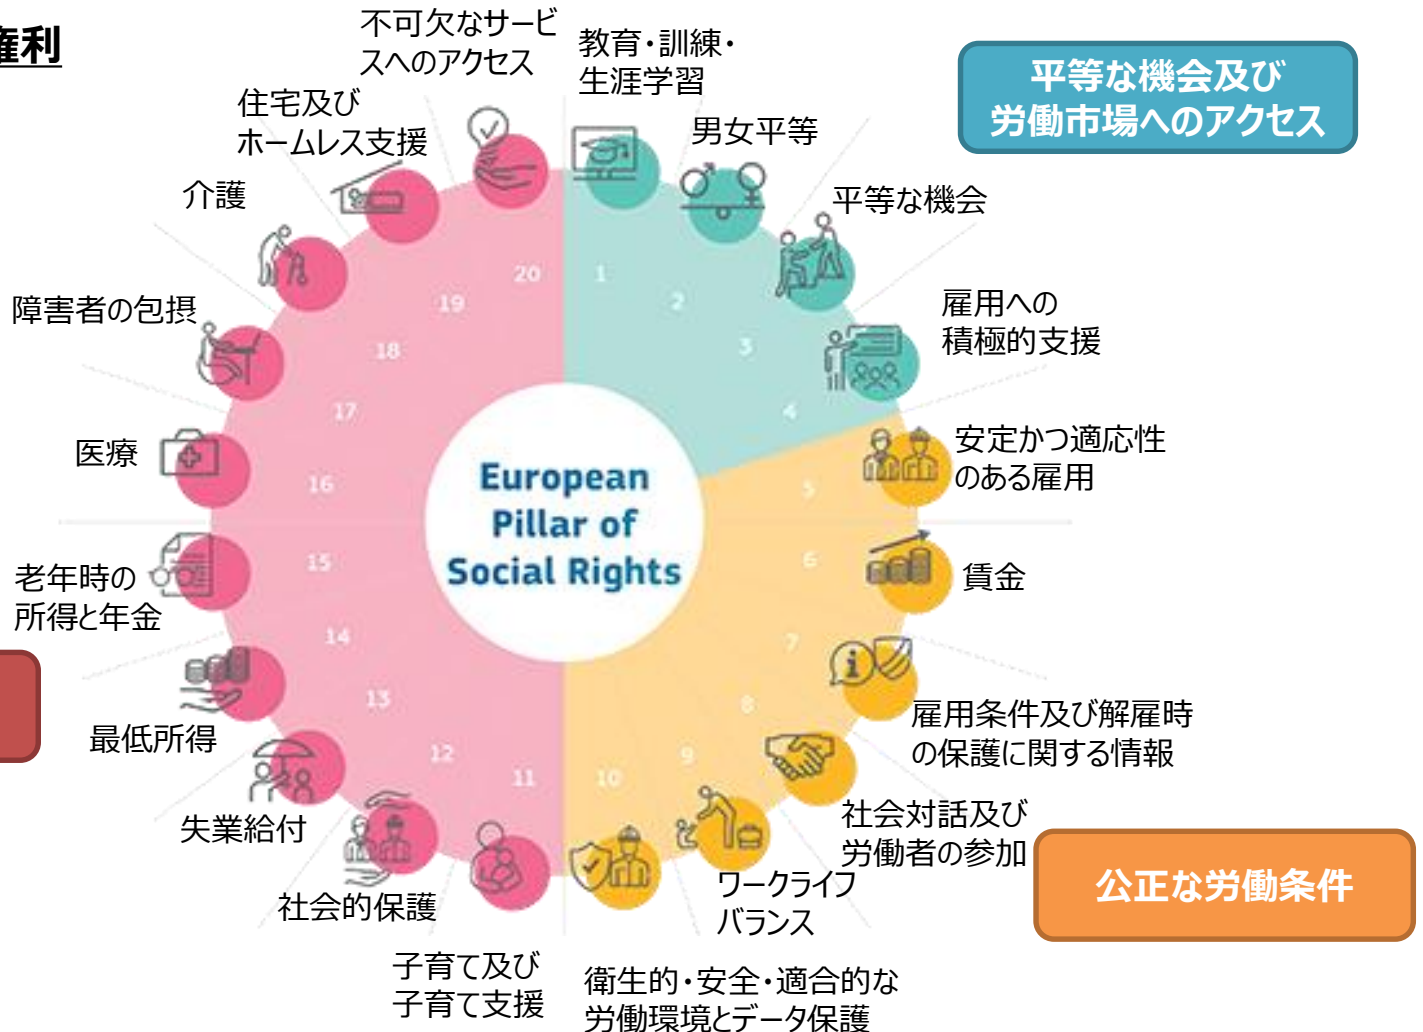 権利
不可欠なサービ
スへのアクセス
教育・訓練・
生涯学習
平等な機会及び
労働市場へのアクセス
住宅及び
ホームレス支援
男女平等
介護
平等な機会
障害者の包摂
雇用への
積極的支援
医療
安定かつ適応性
のある雇用
老年時の
所得と年金
賃金
最低所得
雇用条件及び解雇時
の保護に関する情報
失業給付
社会対話及び
労働者の参加
公正な労働条件
社会的保護
ワークライフ
バランス
子育て及び
子育て支援
衛生的・安全・適合的な
労働環境とデータ保護
European
Pillar of
Social Rights
1
2
3
4
5
6
7
8
9
10
11
12
13
14
15
16
17
18
19
20
i